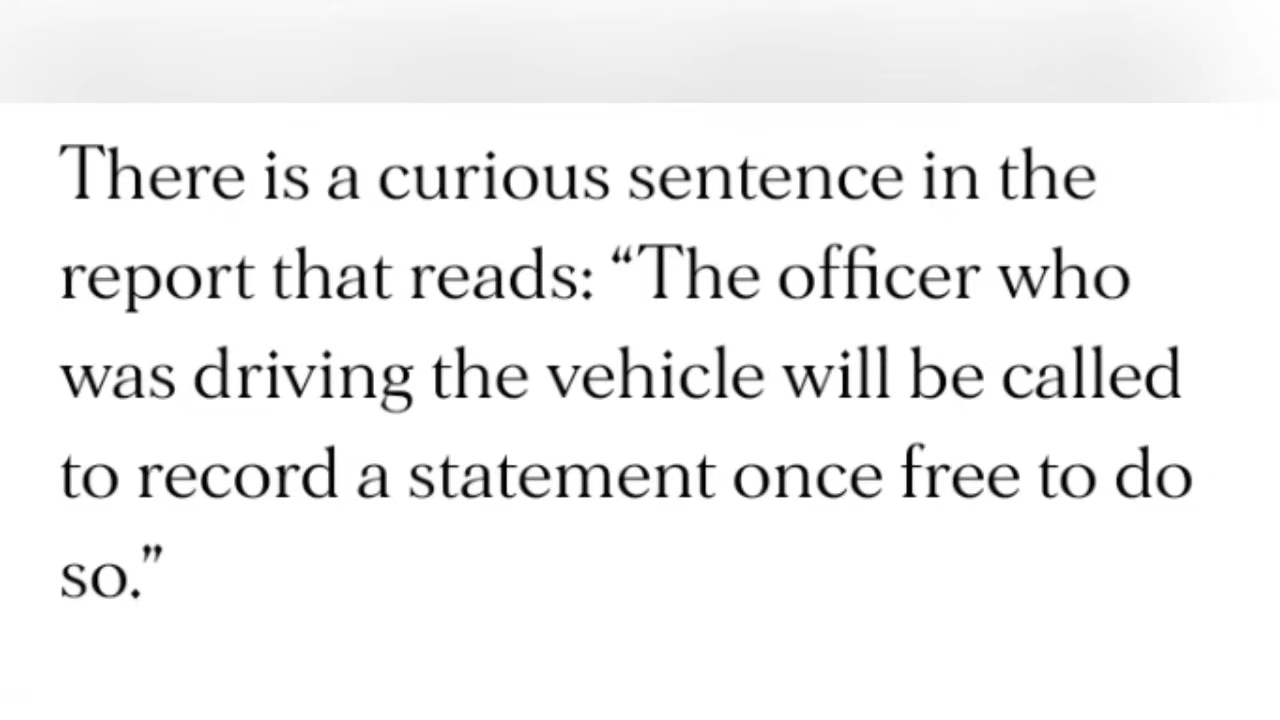 There is a curious sentence in the
report that reads: “The officer who
was driving the vehicle will be called
to record a statement once free to do
so.”